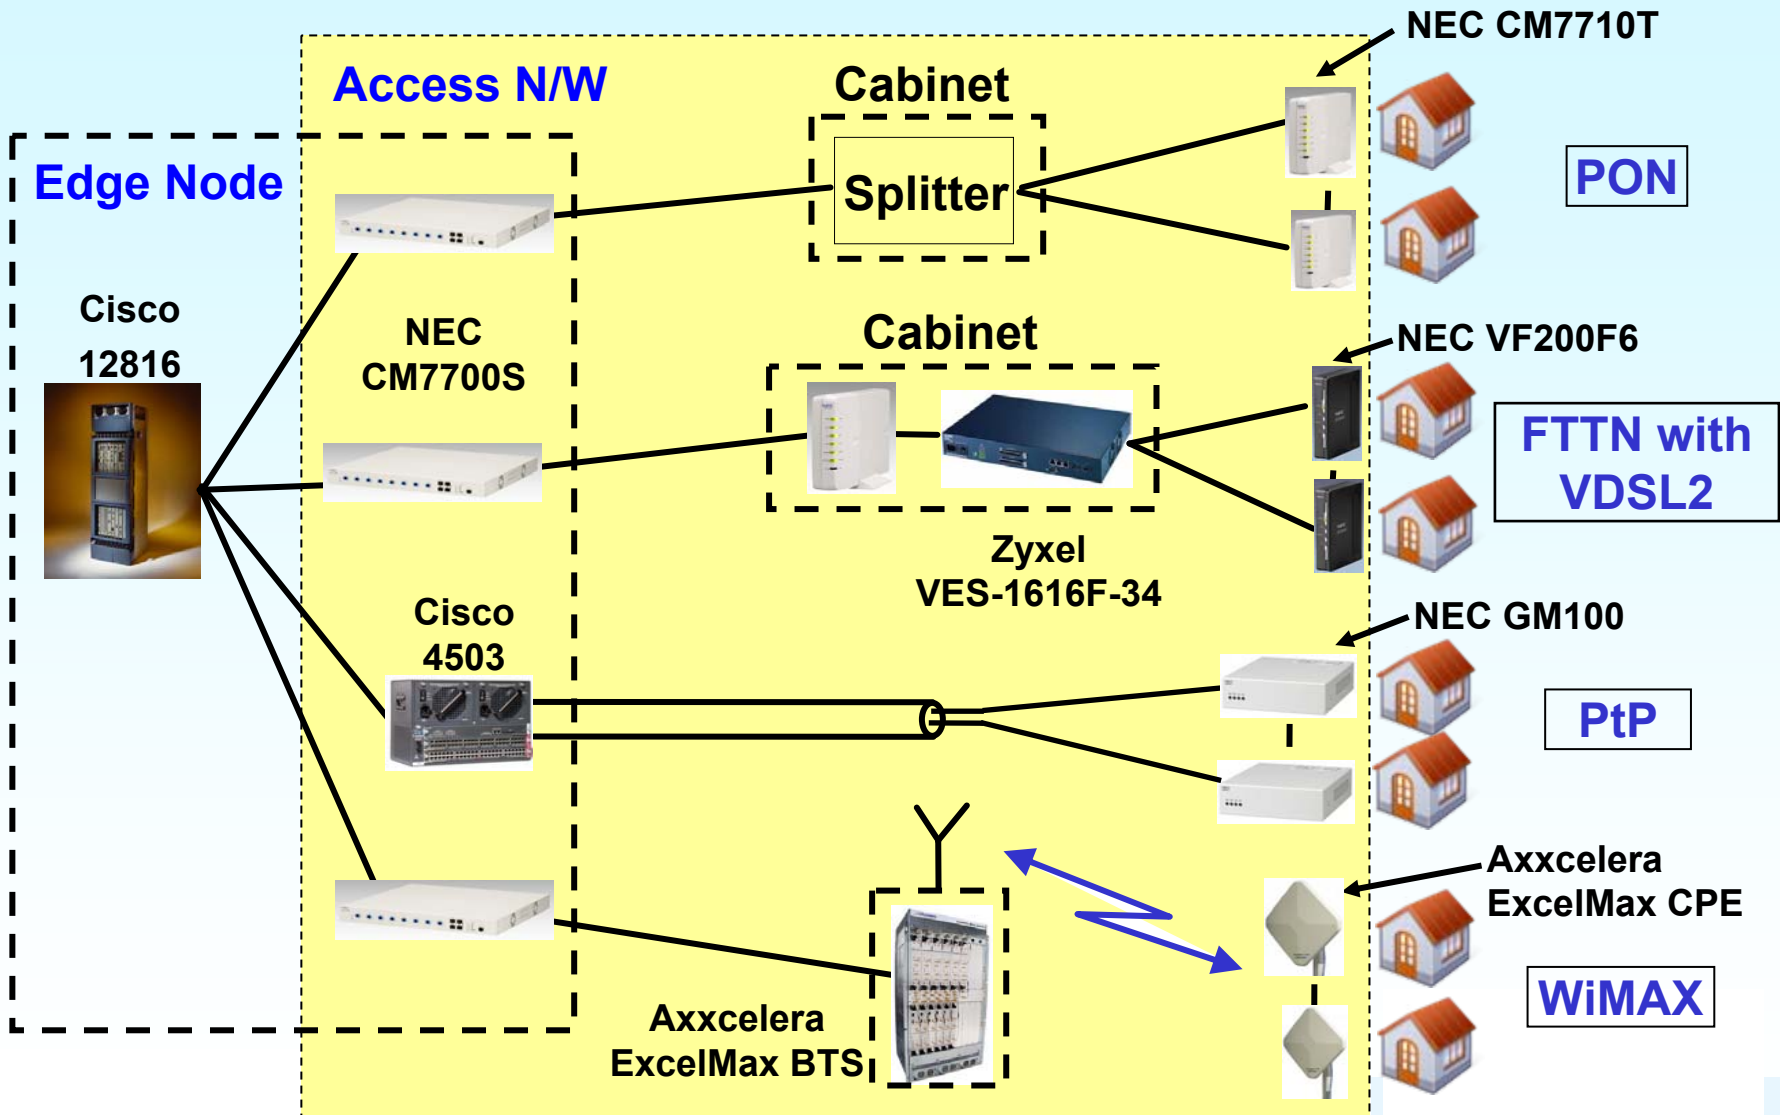 NEC CM7710T
Access N/W
Cabinet
Edge Node
Splitter
PON
Cisco
12816
NEC
CM7700S
Cabinet
NEC VF200F6
FTTN with
VDSL2
Zyxel
VES-1616F-34
Cisco
4503
NEC GM100
PtP
Axxcelera
ExcelMax CPE
WiMAX
Axxcelera
ExcelMax BTS